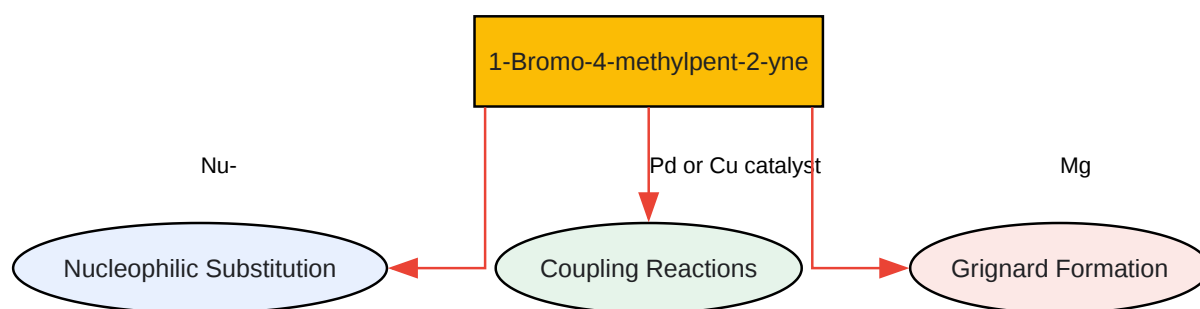 1-Bromo-4-methylpent-2-yne
Nu-
Pd or Cu catalyst
Mg
Nucleophilic Substitution
Coupling Reactions
Grignard Formation